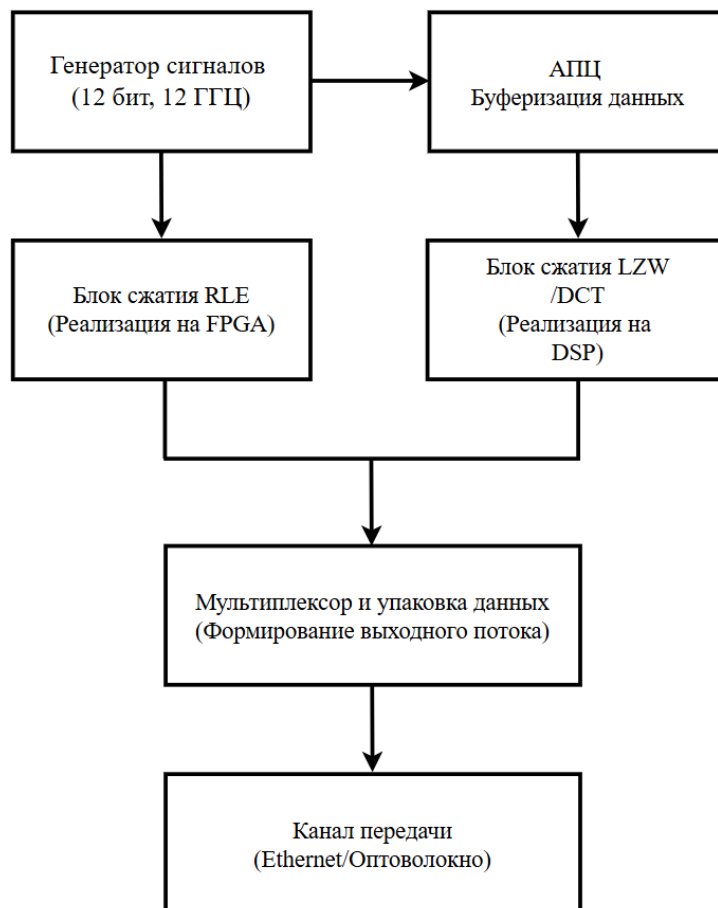 Генератор сигналов
(12 бит, 12 ГГЦ)
АПЦ
Буферизация данных
Блок сжатия RLE
(Реализация на FPGA)
Блок сжатия LZW
/DCT
(Реализация на
DSP)
Мультиплексор и упаковка данных
(Формирование выходного потока)
Канал передачи
(Ethernet/Оптоволокно)